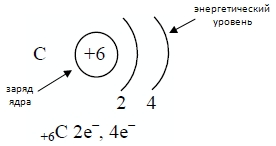 энергетический
уровень
C +6
заряд
ядра
2 4
₊₆C 2e⁻, 4e⁻